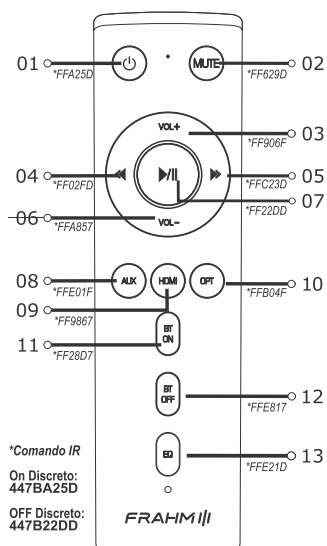 01 *FFA25D
MUTE 02 *FF629D
VOL+ 03 *FF906F
04 *FF02FD
05 *FFC23D
07 *FF22DD
06 *FFA857
VOL-
08 *FFE01F
AUX HDMI OPT
10 *FFB04F
09 *FF9867
11 *FF28D7
BT
ON
BT
OFF
12 *FFE817
EQ
13 *FFE21D
*Comando IR
On Discreto:
447BA25D
OFF Discreto:
447B22DD
FRAHM